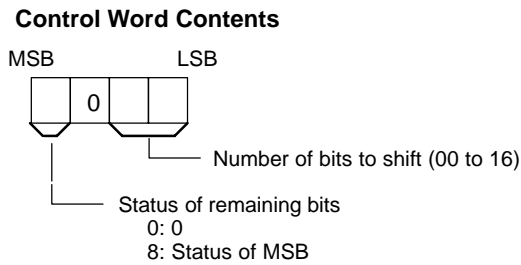 Control Word Contents
MSB LSB
0
Number of bits to shift (00 to 16)
Status of remaining bits
0: 0
8: Status of MSB